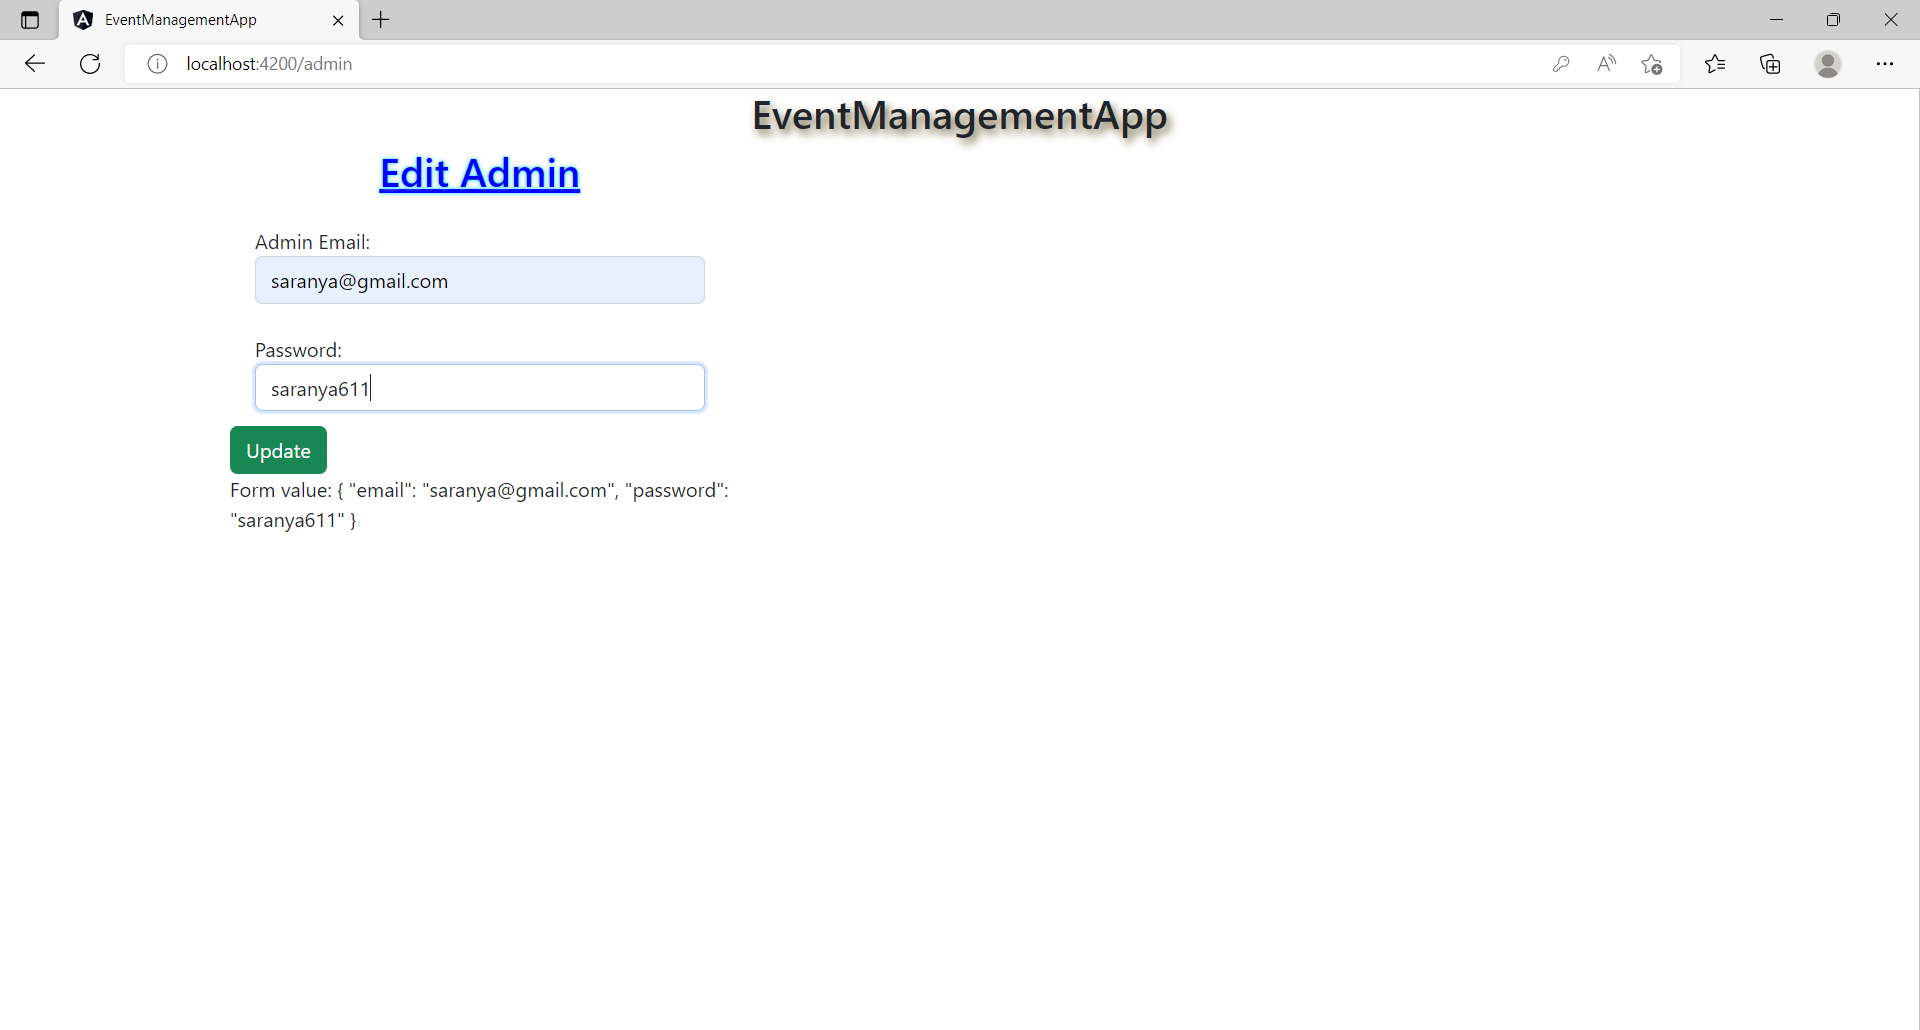 EventManagementApp
localhost:4200/admin
EventManagementApp
Edit Admin
Admin Email:
saranya@gmail.com
Password:
saranya611
Update
Form value: { "email": "saranya@gmail.com", "password":
"saranya611" }